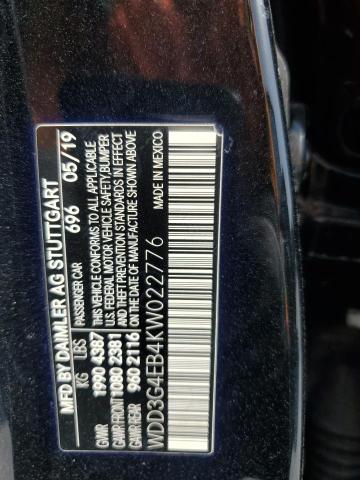 MFD BY DAIMLER AG STUTTGART
PASSENGER CAR 696 05/19
KG LBS
GVWR 1990 4387
GAWR FRONT 1080 2381
GAWR REAR 960 2116
THIS VEHICLE CONFORMS TO ALL APPLICABLE
U.S. FEDERAL MOTOR VEHICLE SAFETY,BUMPER
AND THEFT PREVENTION STANDARDS IN EFFECT
ON THE DATE OF MANUFACTURE SHOWN ABOVE
MADE IN MEXICO
WDD3G4EB4KW022776